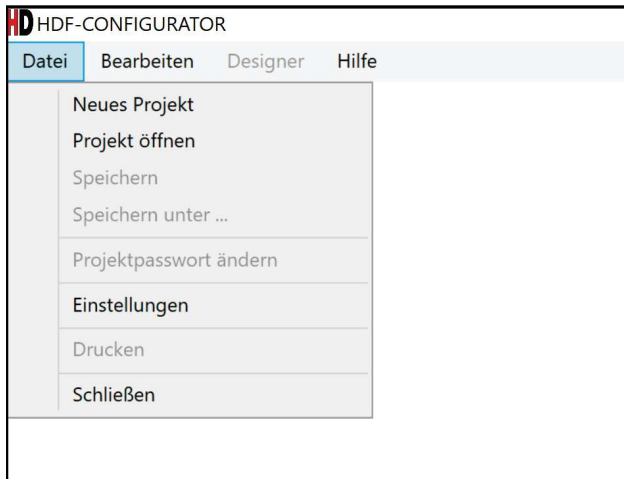 HD HDF-CONFIGURATOR
Datei Bearbeiten Designer Hilfe
Neues Projekt
Projekt öffnen
Speichern
Speichern unter ...
Projektpasswort ändern
Einstellungen
Drucken
Schließen